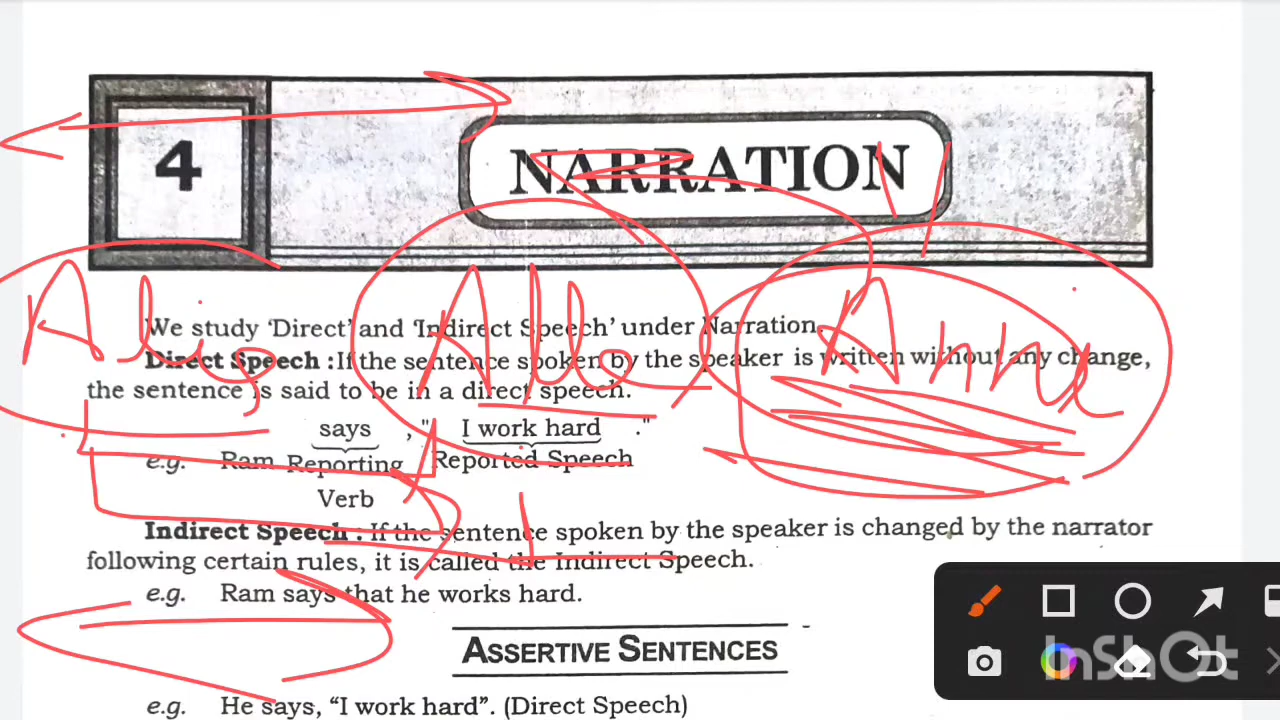 4
NARRATION
We study 'Direct' and 'Indirect Speech' under Narration.
Direct Speech : If the sentence spoken by the speaker is written without any change,
the sentence is said to be in a direct speech.
e.g. Ram says, "I work hard."
Reporting Verb
Reported Speech
Indirect Speech : If the sentence spoken by the speaker is changed by the narrator
following certain rules, it is called the Indirect Speech.
e.g. Ram says that he works hard.
ASSERTIVE SENTENCES
e.g. He says, “I work hard”. (Direct Speech)
InShOt